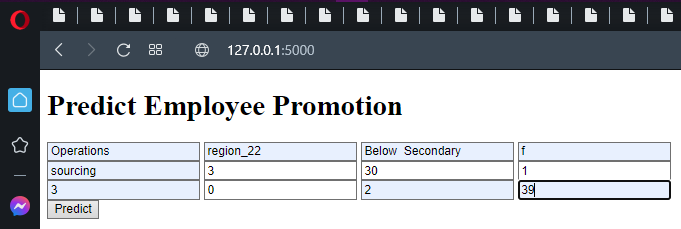 127.0.0.1:5000
Predict Employee Promotion
Operations region_22 Below Secondary f
sourcing 3 30 1
3 0 2 39
Predict